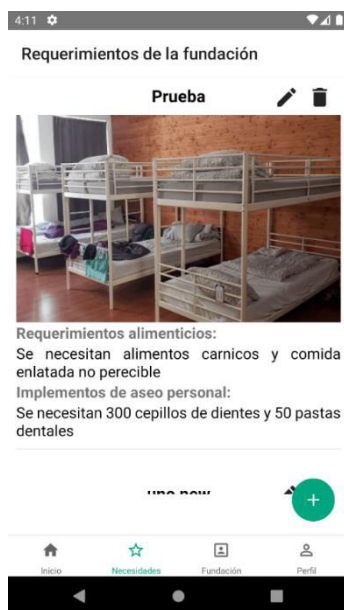 4:11
Requerimientos de la fundación
Prueba
Requerimientos alimenticios:
Se necesitan alimentos carnicos y comida
enlatada no perecible
Implementos de aseo personal:
Se necesitan 300 cepillos de dientes y 50 pastas
dentales
+
Inicio
Necesidades
Fundación
Perfil